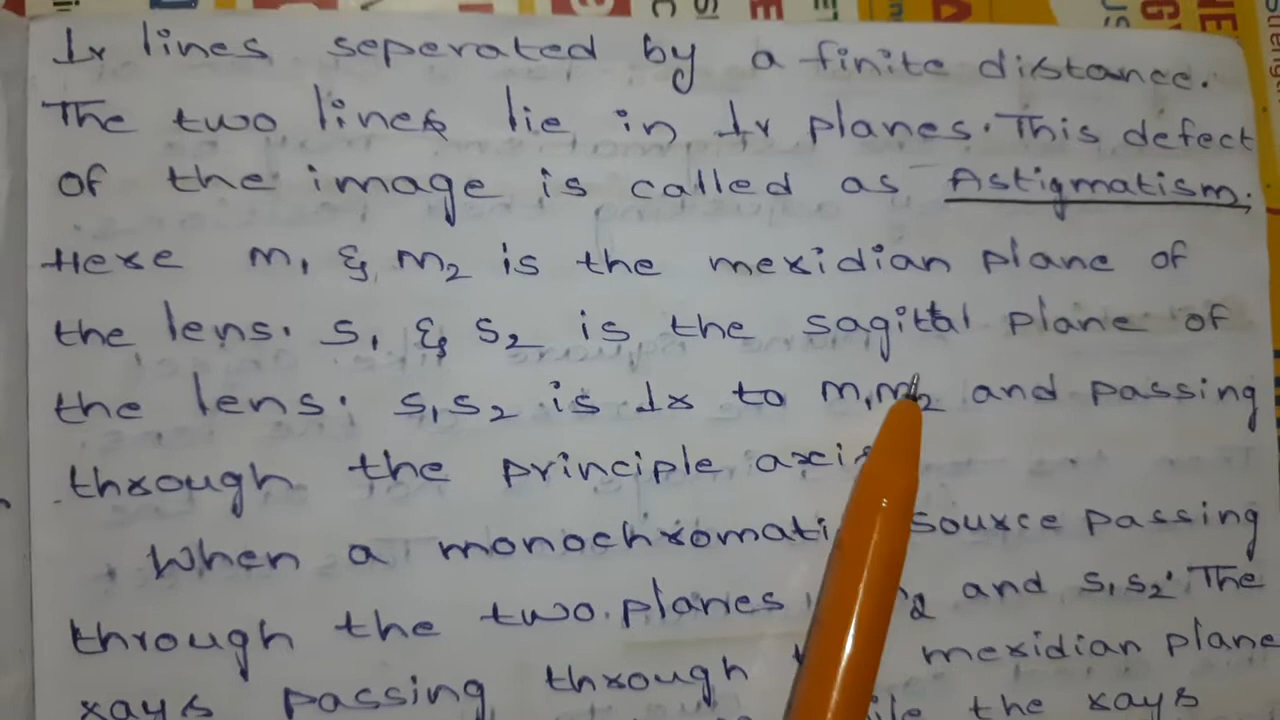 ⊥r lines seperated by a finite distance.
The two lines lie in ⊥r planes. This defect
of the image is called as Astigmatism.
Here m₁ & m₂ is the meridian plane of
the lens. S₁ & S₂ is the sagittal plane of
the lens. S₁S₂ is ⊥r to m₁m₂ and passing
through the principle axis
When a monochromati source passing
through the two planes 2 and S₁S₂. The
rays passing through meridian plane
the rays